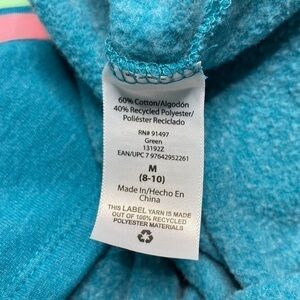 60% Cotton/Algodón
40% Recycled Polyester/
Poliéster Reciclado
RN# 91497
Green
13192Z
EAN/UPC 7 97642952261
M
(8-10)
Made In/Hecho En
China
THIS LABEL YARN IS MADE
OUT OF 100% RECYCLED
POLYESTER MATERIALS